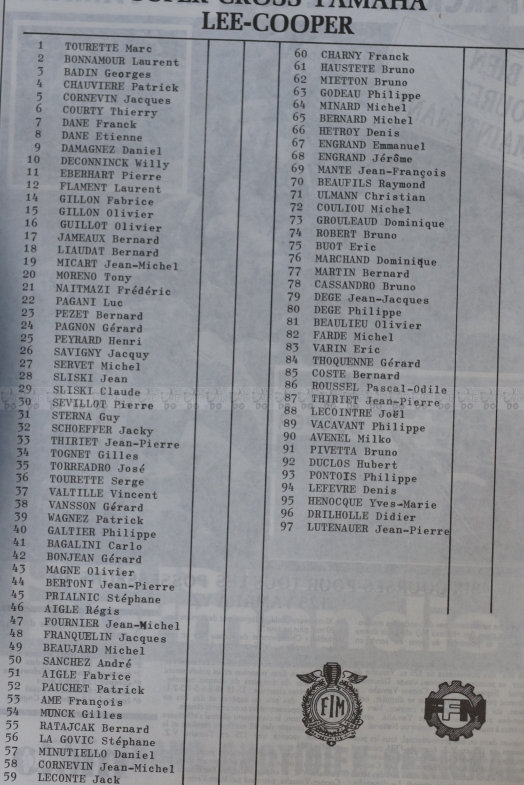 SUPER CROSS YAMAHA
LEE-COOPER
1 TOURETTE Marc
2 BONNAMOUR Laurent
3 BADIN Georges
4 CHAUVIERE Patrick
5 CORNEVIN Jacques
6 COURTY Thierry
7 DANE Franck
8 DANE Etienne
9 DAMAGNEZ Daniel
10 DECONNINCK Willy
11 EBERHART Pierre
12 FLAMENT Laurent
14 GILLON Fabrice
15 GILLON Olivier
16 GUILLOT Olivier
17 JAMEAUX Bernard
18 LIAUDAT Bernard
19 MICART Jean-Michel
20 MORENO Tony
21 NAITMAZI Frédéric
22 PAGANI Luc
23 PEZET Bernard
24 PAGNON Gérard
25 PEYRARD Henri
26 SAVIGNY Jacquy
27 SERVET Michel
28 SLISKI Jean
29 SLISKI Claude
30 SEVILLOT Pierre
31 STERNA Guy
32 SCHOEFFER Jacky
33 THIRIET Jean-Pierre
34 TOGNET Gilles
35 TORREADRO José
36 TOURETTE Serge
37 VALTILLE Vincent
38 VANSSON Gérard
39 WAGNEZ Patrick
40 GALTIER Philippe
41 BAGALINI Carlo
42 BONJEAN Gérard
43 MAGNE Olivier
44 BERTONI Jean-Pierre
45 PRIALNIC Stéphane
46 AIGLE Régis
47 FOURNIER Jean-Michel
48 FRANQUELIN Jacques
49 BEAUJARD Michel
50 SANCHEZ André
51 AIGLE Fabrice
52 PAUCHET Patrick
53 AME François
54 MUNCK Gilles
55 RATAJCAK Bernard
56 LA GOVIC Stéphane
57 MINUTIELLO Daniel
58 CORNEVIN Jean-Michel
59 LECONTE Jack
60 CHARNY Franck
61 HAUSTETE Bruno
62 MIETTON Bruno
63 GODEAU Philippe
64 MINARD Michel
65 BERNARD Michel
66 HETROY Denis
67 ENGRAND Emmanuel
68 ENGRAND Jérôme
69 MANTE Jean-François
70 BEAUFILS Raymond
71 ULMANN Christian
72 COULIOU Michel
73 GROULEAUD Dominique
74 ROBERT Bruno
75 BUOT Eric
76 MARCHAND Dominique
77 MARTIN Bernard
78 CASSANDRO Bruno
79 DEGE Jean-Jacques
80 DEGE Philippe
81 BEAULIEU Olivier
82 FARDE Michel
83 VARIN Eric
84 THOQUENNE Gérard
85 COSTE Bernard
86 ROUSSEL Pascal-Odile
87 THIRIET Jean-Pierre
88 LECOINTRE Joël
89 VACAVANT Philippe
90 AVENEL Milko
91 PIVETTA Bruno
92 DUCLOS Hubert
93 PONTOIS Philippe
94 LEFEVRE Denis
95 HENOCQUE Yves-Marie
96 DRILHOLLE Didier
97 LUTENAUER Jean-Pierre
FIM
FFM